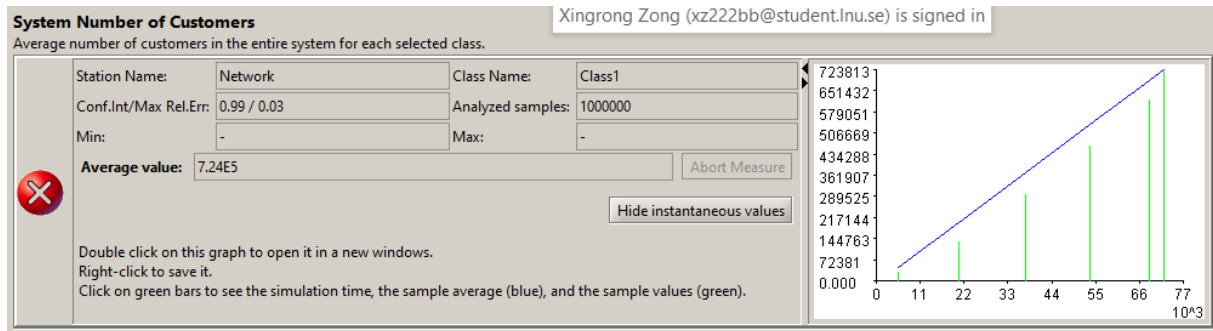 System Number of Customers
Xingrong Zong (xz222bb@student.lnu.se) is signed in
Average number of customers in the entire system for each selected class.
Station Name: Network Class Name: Class1
Conf.Int/Max Rel.Err: 0.99 / 0.03 Analyzed samples: 1000000
Min: - Max: -
Average value: 7.24E5 Abort Measure
Hide instantaneous values
Double click on this graph to open it in a new windows.
Right-click to save it.
Click on green bars to see the simulation time, the sample average (blue), and the sample values (green).
723813
651432
579051
506669
434288
361907
289525
217144
144763
72381
0.000
0 11 22 33 44 55 66 77
10^3